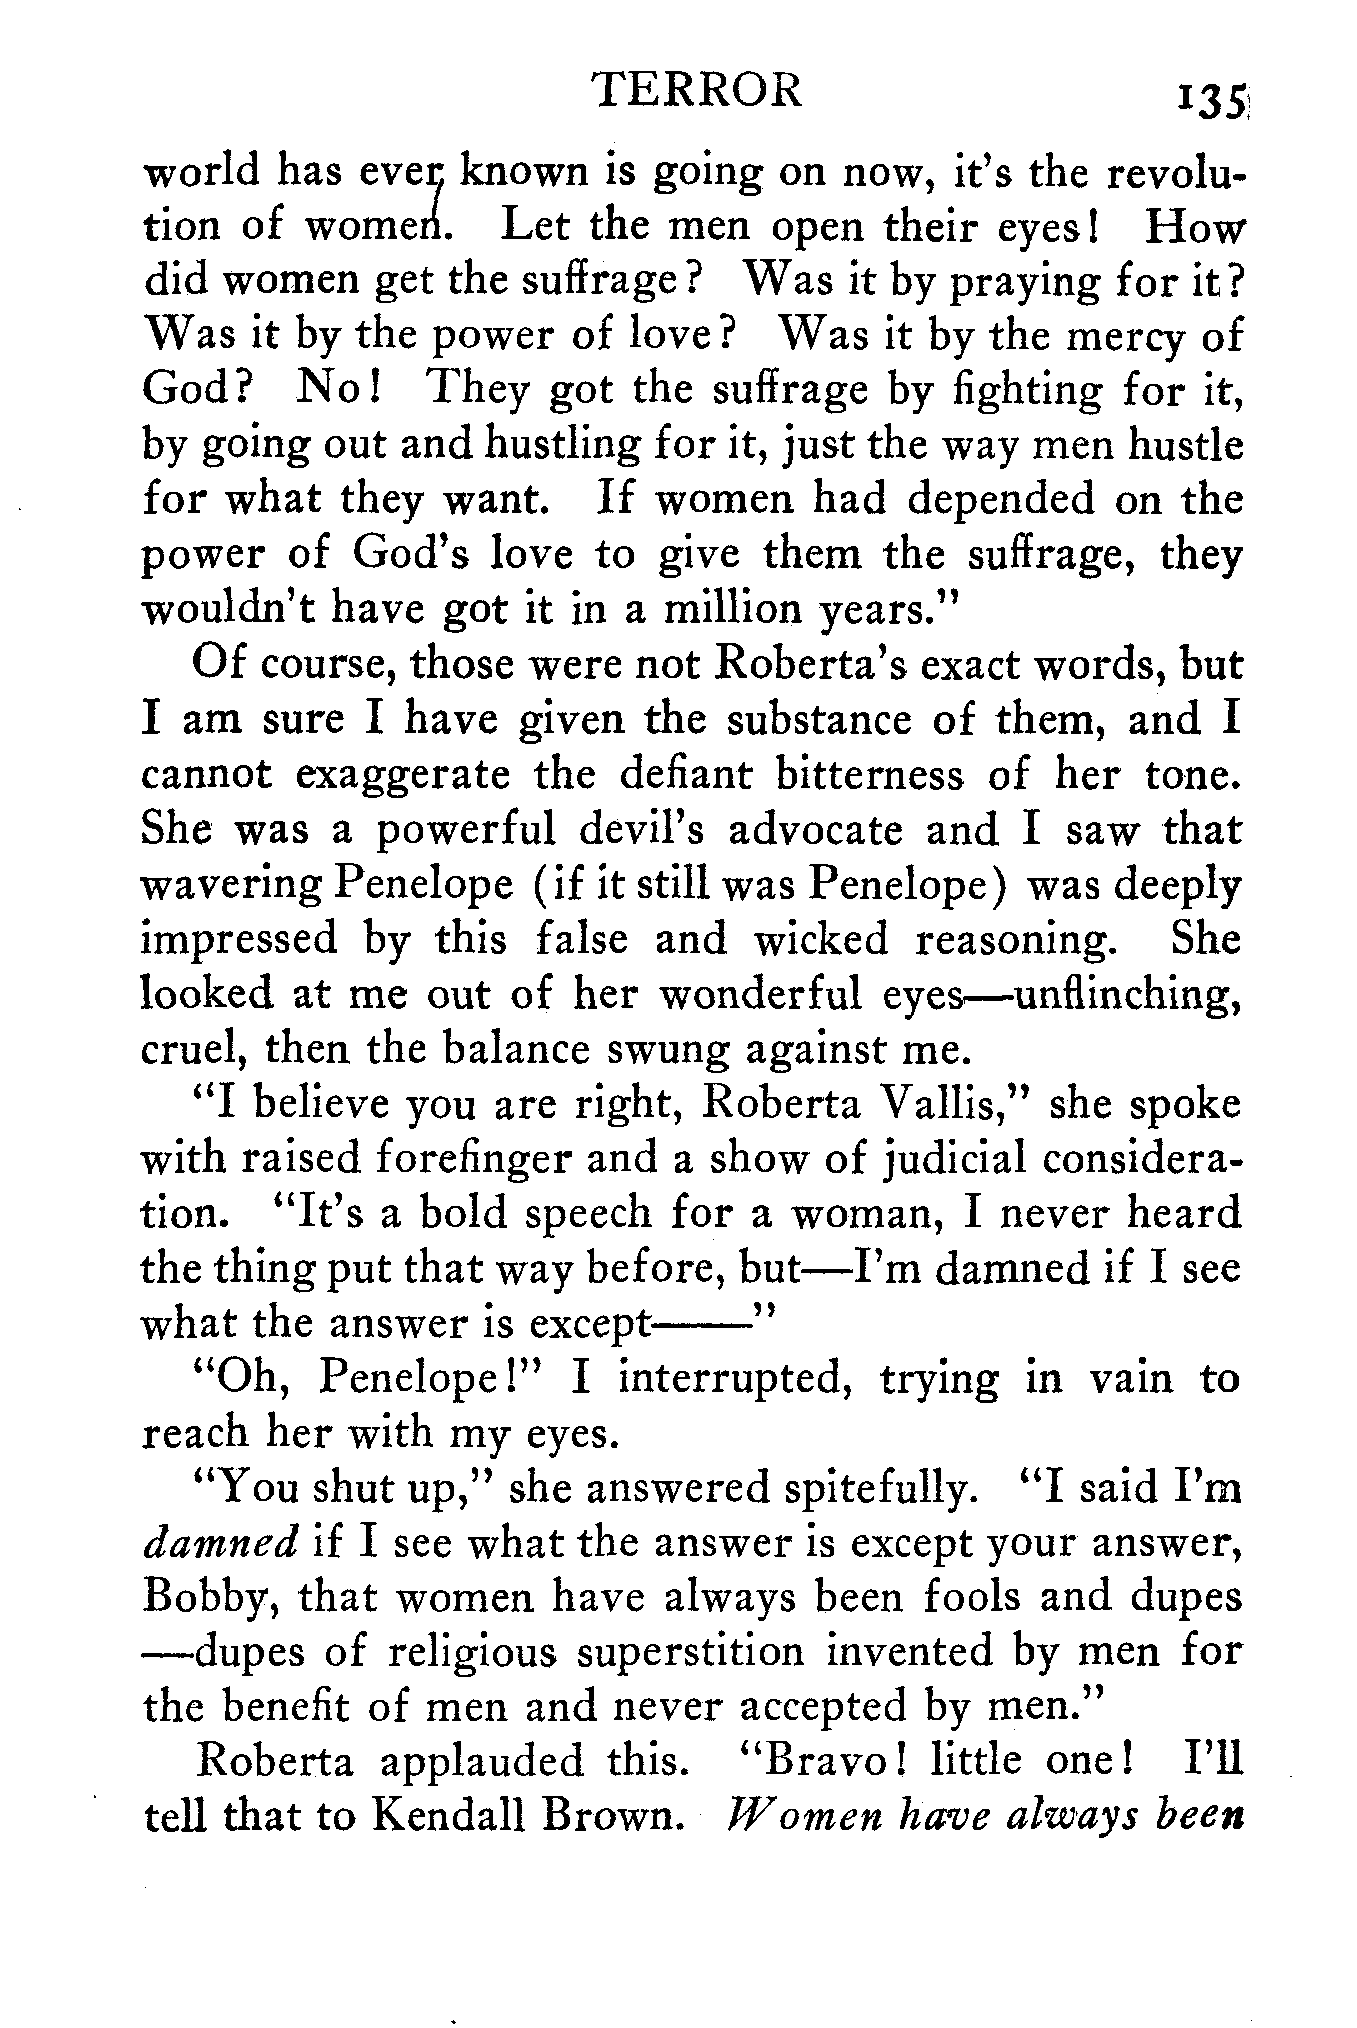 TERROR 135
world has ever known is going on now, it's the revolu-
tion of women. Let the men open their eyes! How
did women get the suffrage? Was it by praying for it?
Was it by the power of love? Was it by the mercy of
God? No! They got the suffrage by fighting for it,
by going out and hustling for it, just the way men hustle
for what they want. If women had depended on the
power of God's love to give them the suffrage, they
wouldn't have got it in a million years."
Of course, those were not Roberta's exact words, but
I am sure I have given the substance of them, and I
cannot exaggerate the defiant bitterness of her tone.
She was a powerful devil's advocate and I saw that
wavering Penelope (if it still was Penelope) was deeply
impressed by this false and wicked reasoning. She
looked at me out of her wonderful eyes—unflinching,
cruel, then the balance swung against me.
"I believe you are right, Roberta Vallis," she spoke
with raised forefinger and a show of judicial considera-
tion. "It's a bold speech for a woman, I never heard
the thing put that way before, but—I'm damned if I see
what the answer is except——"
"Oh, Penelope!" I interrupted, trying in vain to
reach her with my eyes.
"You shut up," she answered spitefully. "I said I'm
damned if I see what the answer is except your answer,
Bobby, that women have always been fools and dupes
—dupes of religious superstition invented by men for
the benefit of men and never accepted by men."
Roberta applauded this. "Bravo! little one! I'll
tell that to Kendall Brown. Women have always been